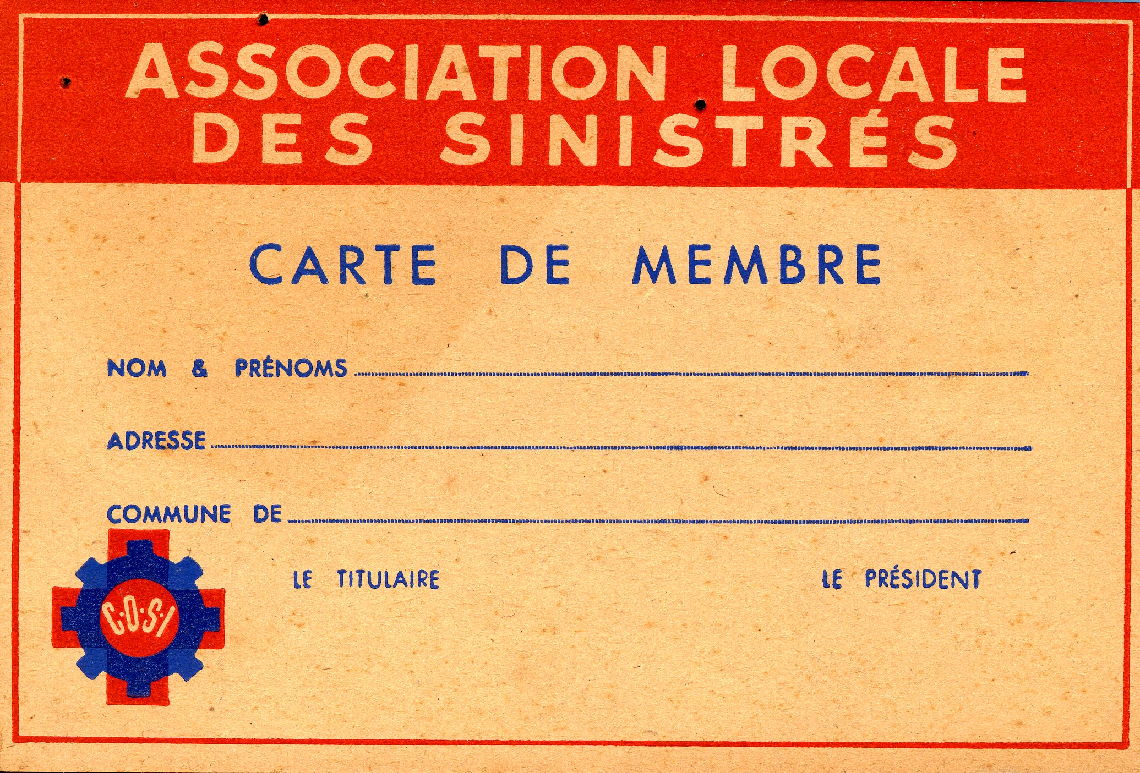 ASSOCIATION LOCALE
DES SINISTRÉS
CARTE DE MEMBRE
NOM & PRÉNOMS
ADRESSE
COMMUNE DE
LE TITULAIRE
LE PRÉSIDENT
C·O·S·I